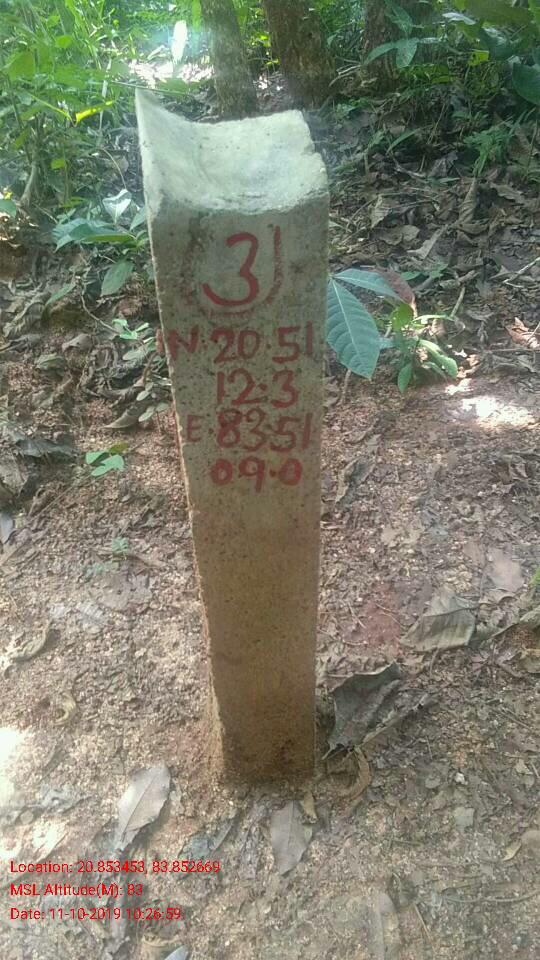 3
N·20·51
12·3
E·83·51
09·0
Location: 20.853453, 83.852669
MSL Altitude(M): 83
Date: 11-10-2019 10:26:59